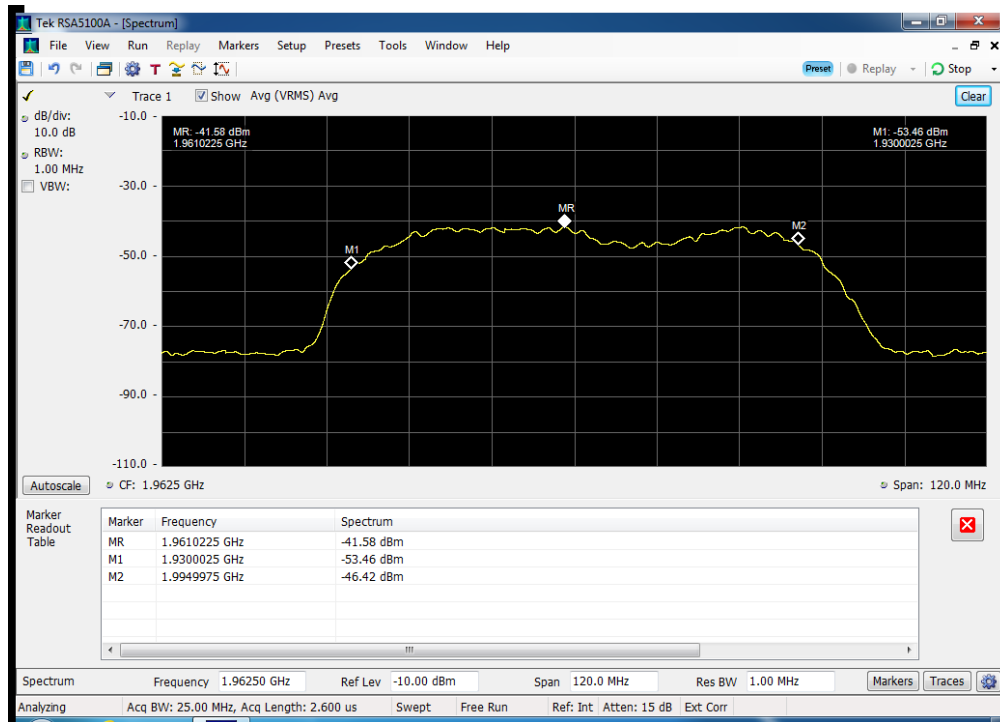 Tek RSA5100A - [Spectrum]
File View Run Replay Markers Setup Presets Tools Window Help
Preset Replay Stop
Trace 1 Show Avg (VRMS) Avg Clear
dB/div:
10.0 dB
RBW:
1.00 MHz
VBW:
-10.0
-30.0
-50.0
-70.0
-90.0
-110.0
MR: -41.58 dBm
1.9610225 GHz
M1: -53.46 dBm
1.9300025 GHz
MR
M1
M2
Autoscale CF: 1.9625 GHz Span: 120.0 MHz
Marker
Readout
Table
Marker Frequency Spectrum
MR 1.9610225 GHz -41.58 dBm
M1 1.9300025 GHz -53.46 dBm
M2 1.9949975 GHz -46.42 dBm
Spectrum Frequency 1.96250 GHz Ref Lev -10.00 dBm Span 120.0 MHz Res BW 1.00 MHz Markers Traces
Analyzing Acq BW: 25.00 MHz, Acq Length: 2.600 us Swept Free Run Ref: Int Atten: 15 dB Ext Corr